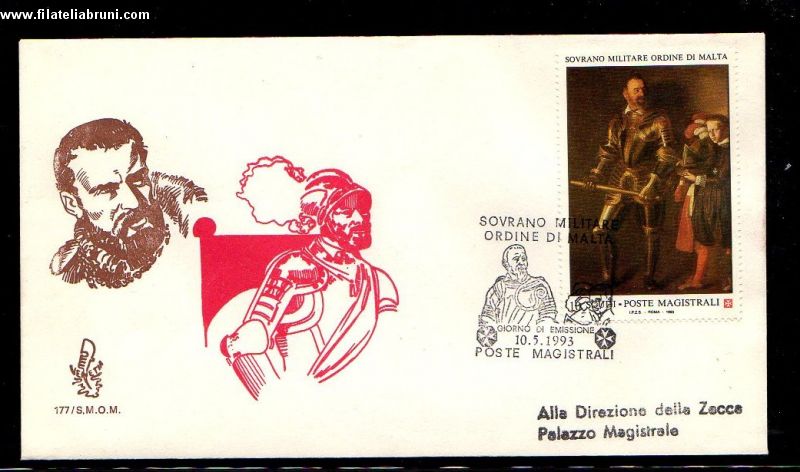 www.filateliabruni.com
SOVRANO MILITARE ORDINE DI MALTA
POSTE MAGISTRALI
I.P.Z.S. - ROMA - 1993
SOVRANO MILITARE
ORDINE DI MALTA
GIORNO DI EMISSIONE
10.5.1993
POSTE MAGISTRALI
177/S.M.O.M.
Alla Direzione della Zecca
Palazzo Magistrale